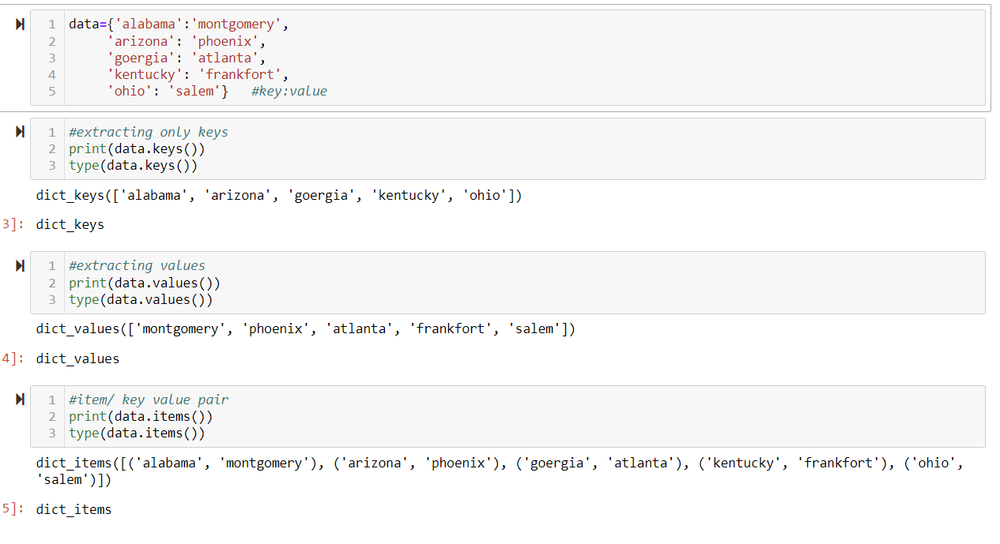 1 data={'alabama':'montgomery',
2 'arizona': 'phoenix',
3 'goergia': 'atlanta',
4 'kentucky': 'frankfort',
5 'ohio': 'salem'} #key:value
1 #extracting only keys
2 print(data.keys())
3 type(data.keys())
dict_keys(['alabama', 'arizona', 'goergia', 'kentucky', 'ohio'])
3]: dict_keys
1 #extracting values
2 print(data.values())
3 type(data.values())
dict_values(['montgomery', 'phoenix', 'atlanta', 'frankfort', 'salem'])
4]: dict_values
1 #item/ key value pair
2 print(data.items())
3 type(data.items())
dict_items([('alabama', 'montgomery'), ('arizona', 'phoenix'), ('goergia', 'atlanta'), ('kentucky', 'frankfort'), ('ohio',
'salem')])
5]: dict_items